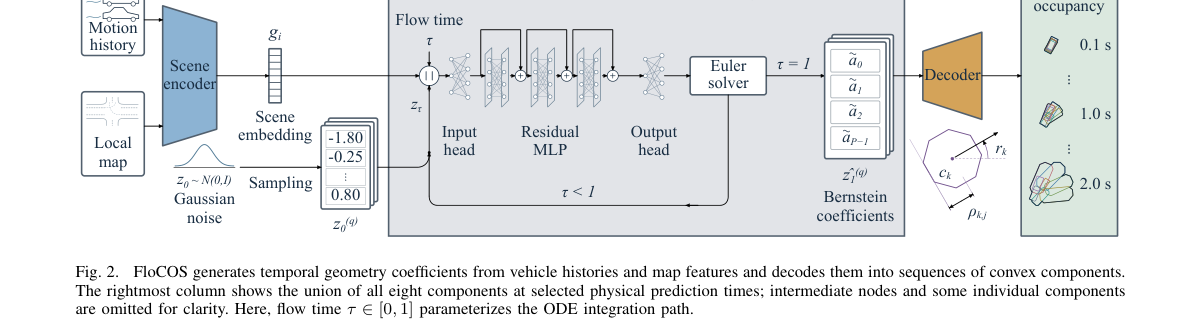 Motion
history
Scene
encoder
g_i
Scene
embedding
Local
map
z_0 ~ N(0,I)
Gaussian
noise
Sampling
-1.80
-0.25
⋮
0.80
z_0^(q)
Flow time
τ
||
z_τ
Input
head
Residual
MLP
Output
head
Euler
solver
τ = 1
τ < 1
ã_0
ã_1
ã_2
ã_{P-1}
ẑ_1^(q)
Bernstein
coefficients
Decoder
c_k
r_k
ρ_{k,j}
occupancy
0.1 s
⋮
1.0 s
⋮
2.0 s
Fig. 2. FloCOS generates temporal geometry coefficients from vehicle histories and map features and decodes them into sequences of convex components.
The rightmost column shows the union of all eight components at selected physical prediction times; intermediate nodes and some individual components
are omitted for clarity. Here, flow time τ ∈ [0, 1] parameterizes the ODE integration path.